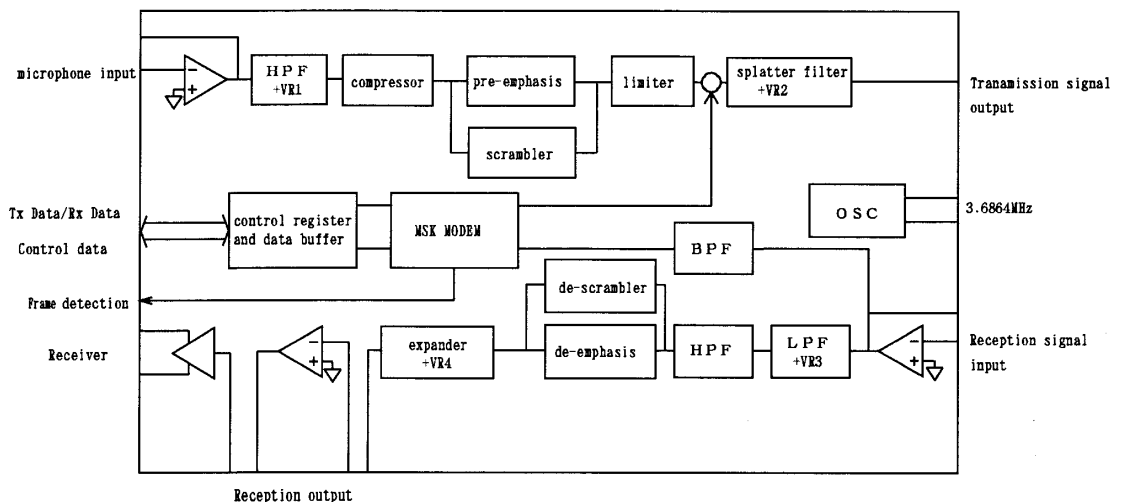 microphone input
HPF
+VR1
compressor
pre-emphasis
limiter
splatter filter
+VR2
Tranamission signal
output
scrambler
Tx Data/Rx Data
Control data
control register
and data buffer
MSK MODEM
BPF
OSC
3.6864MHz
Frame detection
de-scrambler
Receiver
-
+
expander
+VR4
de-emphasis
HPF
LPF
+VR3
-
+
Reception signal
input
Reception output